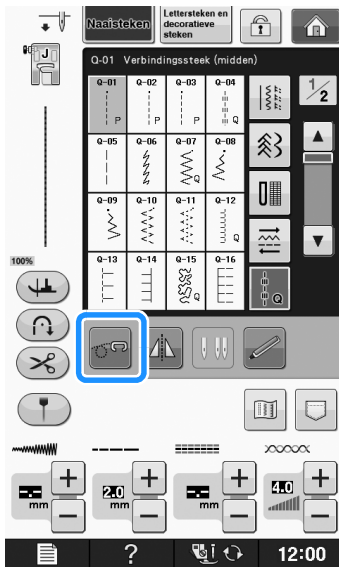 Naaisteken
Lettersteken en
decoratieve
steken
J
Q-01 Verbindingssteek (midden)
1/2
Q-01 Q-02 Q-03 Q-04
P P P Q
Q-05 Q-06 Q-07 Q-08
Q
Q-09 Q-10 Q-11 Q-12
Q
Q-13 Q-14 Q-15 Q-16
Q
Q
100%
-.- 2.0 -.- 4.0
mm mm mm
+ + + +
− − − −
? 12:00